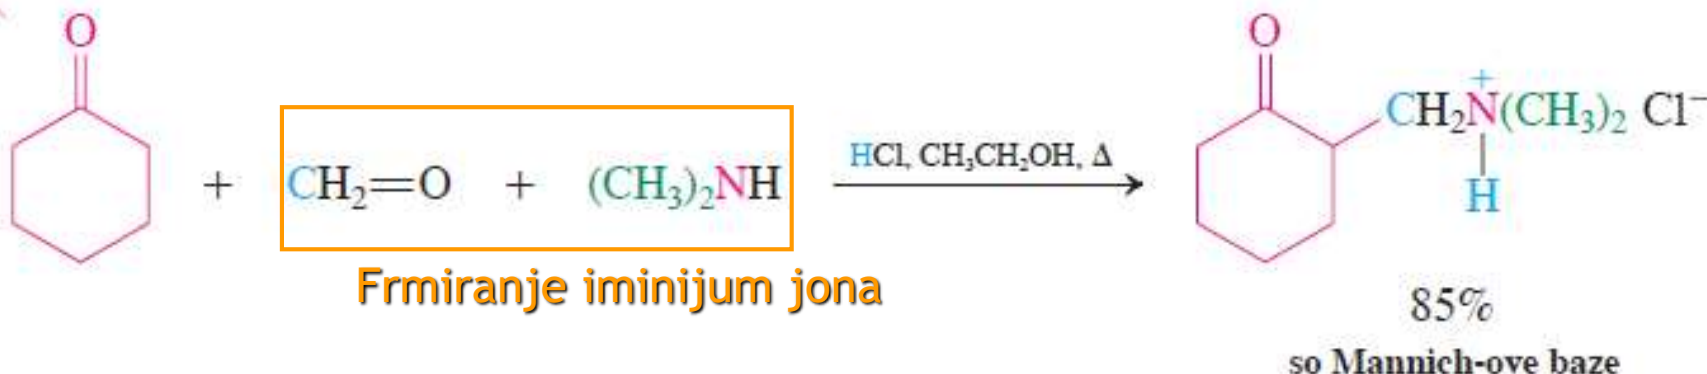 O O
+ CH₂=O + (CH₃)₂NH HCl, CH₃CH₂OH, Δ CH₂N⁺(CH₃)₂ Cl⁻
H
Frmiranje iminijum jona
85%
so Mannich-ove baze